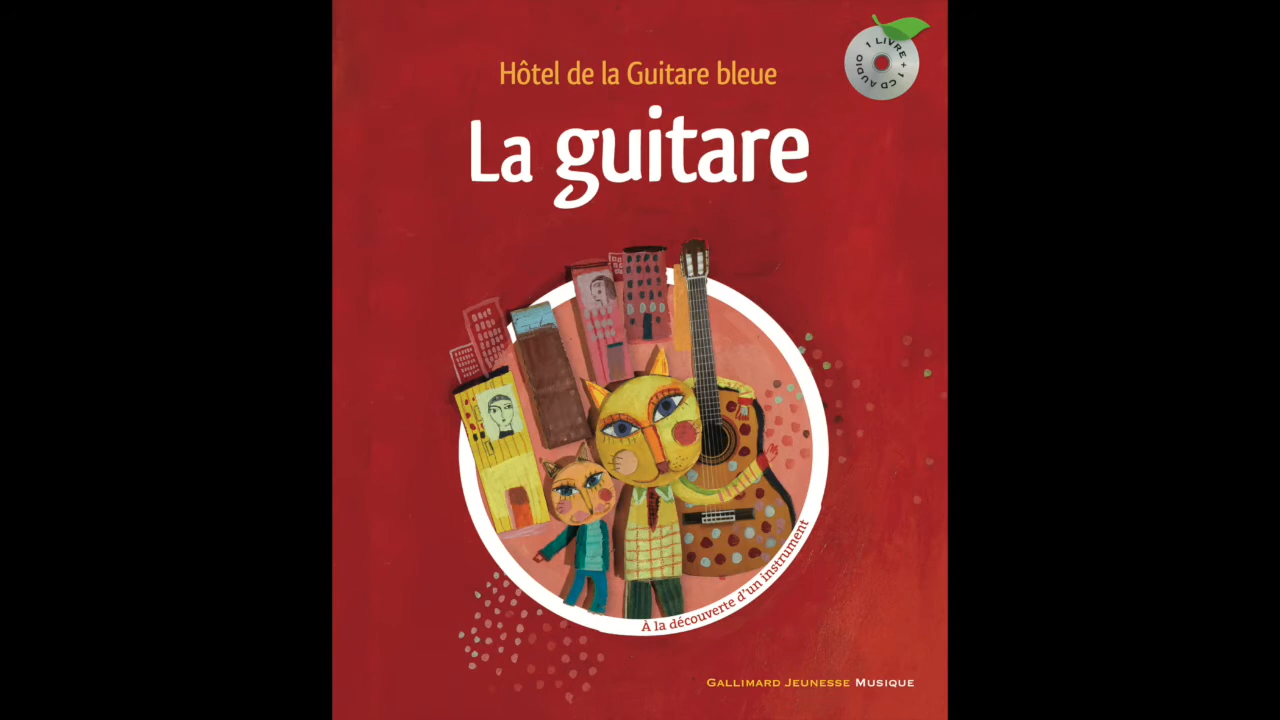 1 LIVRE + 1 CD AUDIO
Hôtel de la Guitare bleue
La guitare
À la découverte d'un instrument
GALLIMARD JEUNESSE MUSIQUE